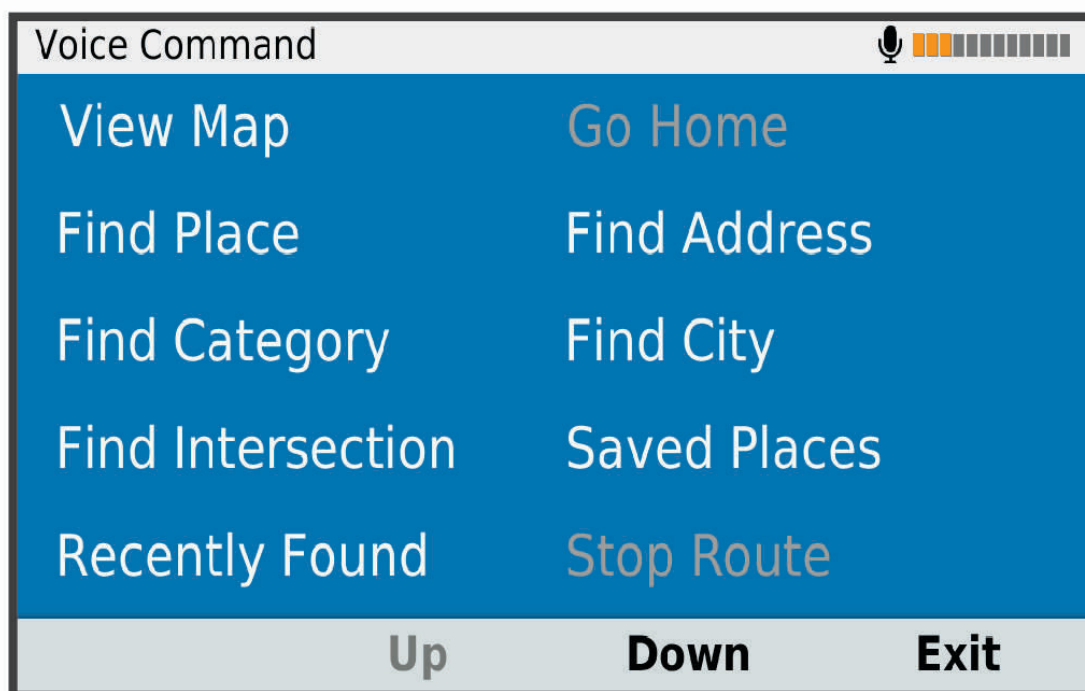 Voice Command
View Map Go Home
Find Place Find Address
Find Category Find City
Find Intersection Saved Places
Recently Found Stop Route
Up Down Exit